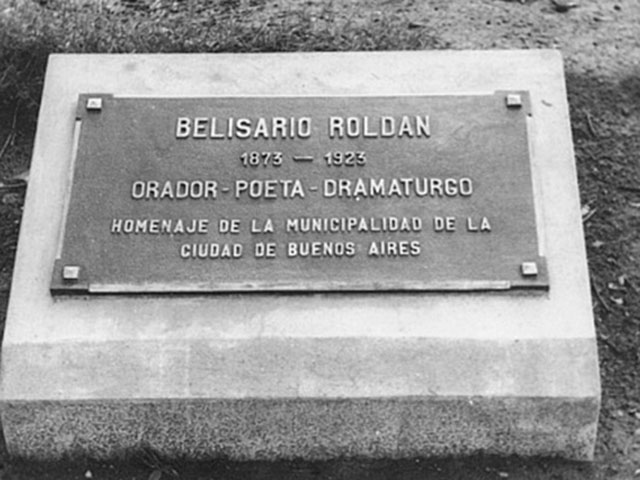 BELISARIO ROLDAN
1873 — 1923
ORADOR - POETA - DRAMATURGO
HOMENAJE DE LA MUNICIPALIDAD DE LA
CIUDAD DE BUENOS AIRES